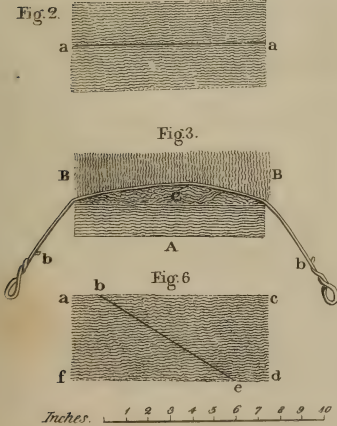 Fig.2.
a a
Fig.3.
B B
c
b b
A
Fig.6
b
a c
f d
e
Inches. 1 2 3 4 5 6 7 8 9 10